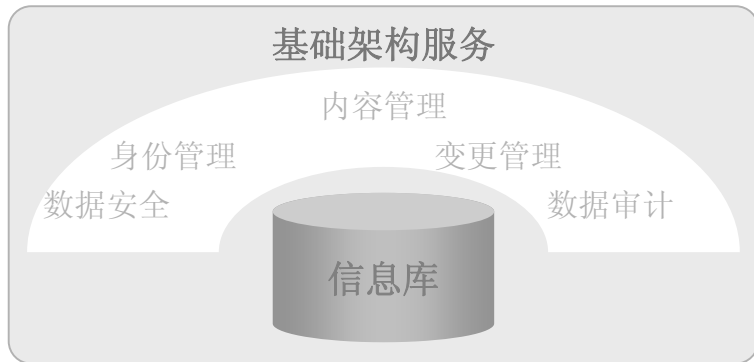 基础架构服务
内容管理
身份管理
变更管理
数据安全
数据审计
信息库